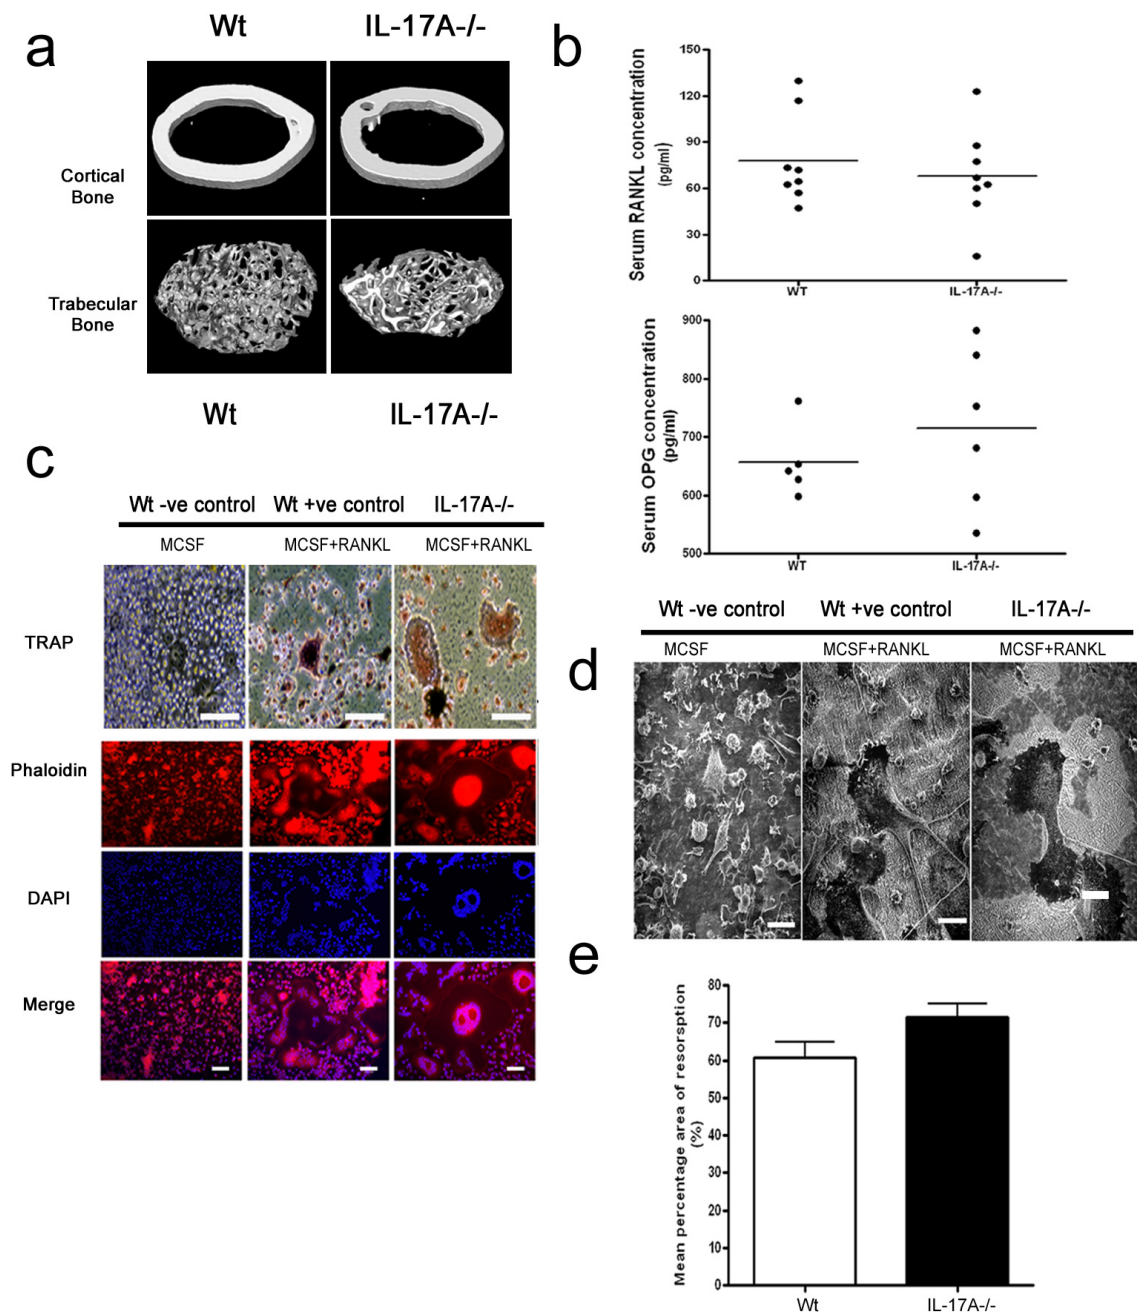 Wt IL-17A-/-
a
Cortical
Bone
Trabecular
Bone
Wt IL-17A-/-
b
Serum RANKL concentration
(pg/ml)
150
120
90
60
30
0
WT IL-17A-/-
Serum OPG concentration
(pg/ml)
900
800
700
600
500
WT IL-17A-/-
c
Wt -ve control Wt +ve control IL-17A-/-
MCSF MCSF+RANKL MCSF+RANKL
TRAP
Phaloidin
DAPI
Merge
d
Wt -ve control Wt +ve control IL-17A-/-
MCSF MCSF+RANKL MCSF+RANKL
e
Mean percentage area of resorsption
(%)
80
70
60
50
40
30
20
10
0
Wt IL-17A-/-